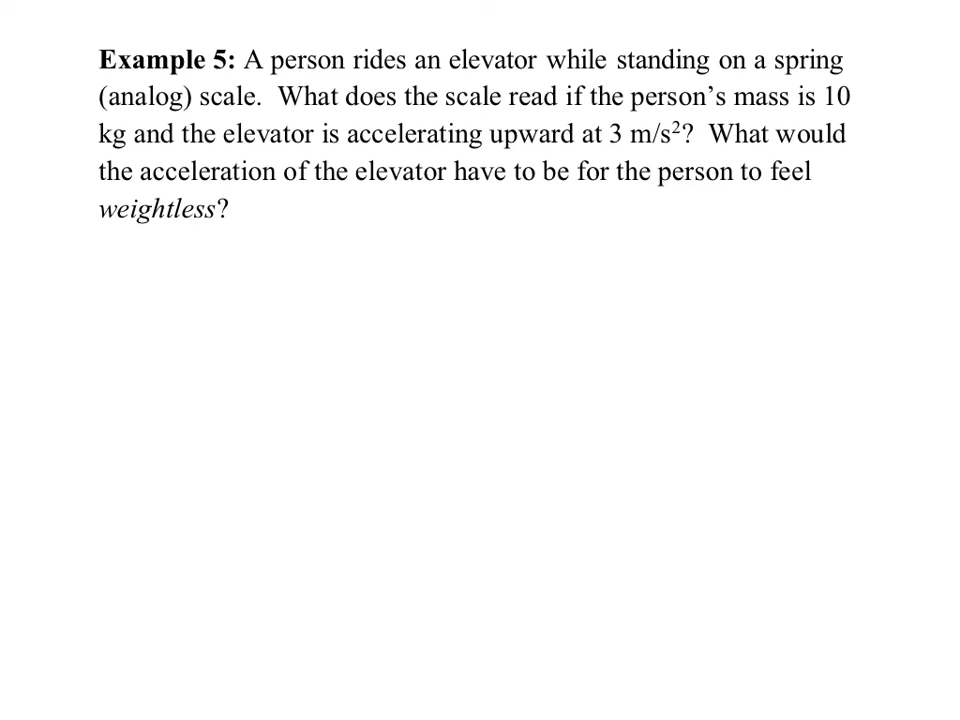 Example 5: A person rides an elevator while standing on a spring
(analog) scale.  What does the scale read if the person’s mass is 10
kg and the elevator is accelerating upward at 3 m/s²?  What would
the acceleration of the elevator have to be for the person to feel
weightless?